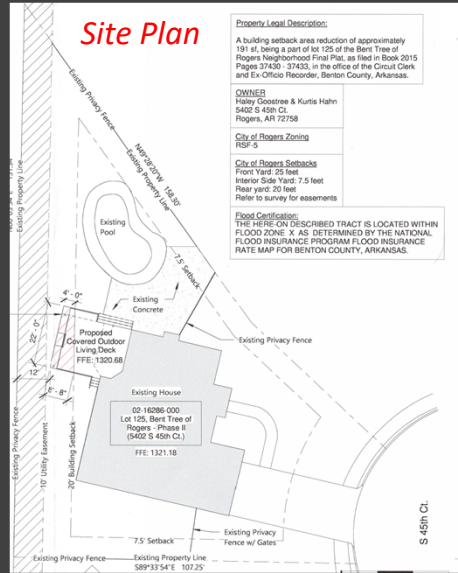 Site Plan
Property Legal Description:
A building setback area reduction of approximately
191 sf, being a part of lot 125 of the Bent Tree of
Rogers Neighborhood Final Plat, as filed in Book 2015
Pages 37430 - 37433, in the office of the Circuit Clerk
and Ex-Officio Recorder, Benton County, Arkansas.
OWNER
Haley Goostree & Kurtis Hahn
5402 S 45th Ct.
Rogers, AR 72758
City of Rogers Zoning
RSF-5
City of Rogers Setbacks
Front Yard: 25 feet
Interior Side Yard: 7.5 feet
Rear yard: 20 feet
Refer to survey for easements
Flood Certification:
THE HERE-ON DESCRIBED TRACT IS LOCATED WITHIN
FLOOD ZONE X AS DETERMINED BY THE NATIONAL
FLOOD INSURANCE PROGRAM FLOOD INSURANCE
RATE MAP FOR BENTON COUNTY, ARKANSAS.
Existing Privacy Fence
N49°28'20"W 158.30'
Existing Property Line
Existing Property Line
Existing
Pool
7.5' Setback
4' - 0"
Existing
Concrete
Proposed
Covered Outdoor
Living Deck
FFE: 1320.68
22' - 0"
12'
6' - 8"
Existing Privacy Fence
Existing House
02-16286-000
Lot 125, Bent Tree of
Rogers - Phase II
(5402 S 45th Ct.)
FFE: 1321.18
Existing Privacy Fence
10' Utility Easement
20' Building Setback
S 45th Ct.
7.5' Setback
Existing Privacy
Fence w/ Gates
Existing Privacy Fence
Existing Property Line
S89°33'54"E 107.25'